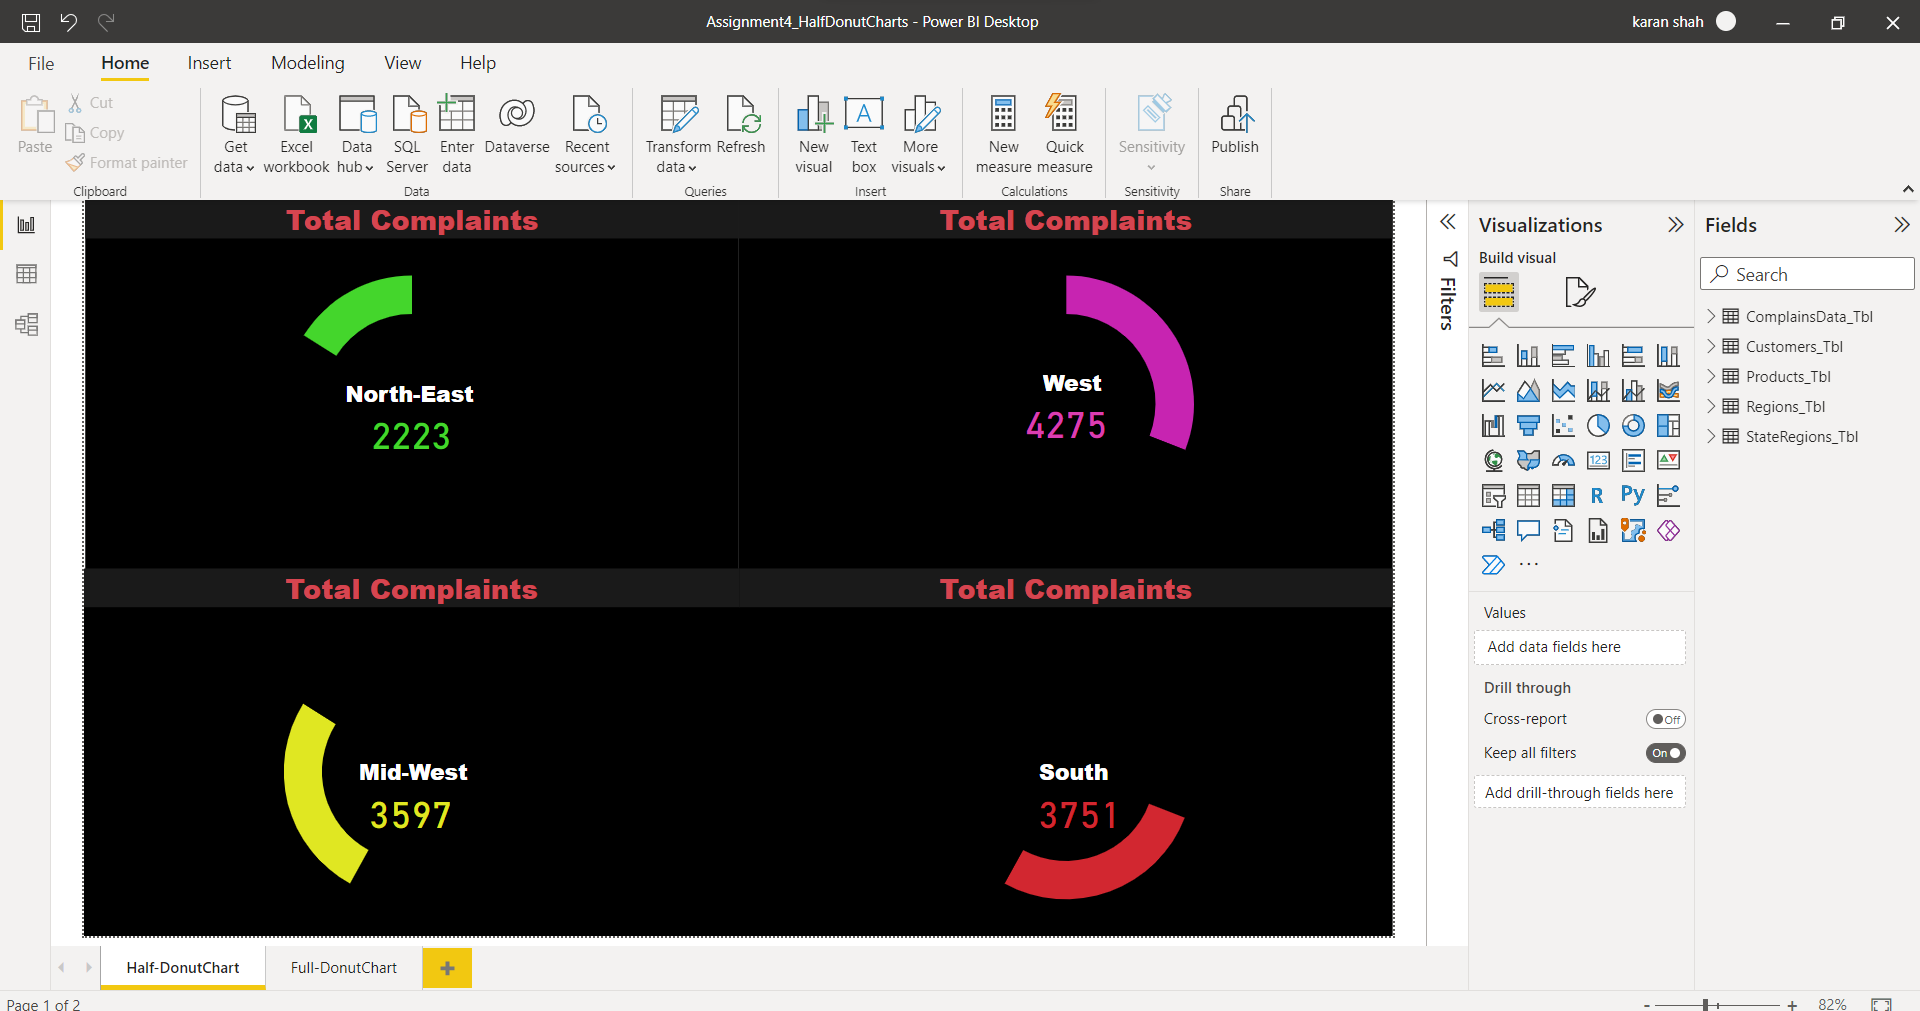 Assignment4_HalfDonutCharts - Power BI Desktop
karan shah
File Home Insert Modeling View Help
Paste
Cut
Copy
Format painter
Clipboard
Get data
Excel workbook
Data hub
SQL Server
Enter data
Dataverse
Recent sources
Data
Transform data
Refresh
Queries
New visual
Text box
More visuals
Insert
New measure
Quick measure
Calculations
Sensitivity
Sensitivity
Publish
Share
Total Complaints
North-East
2223
Total Complaints
West
4275
Total Complaints
Mid-West
3597
Total Complaints
South
3751
Filters
Visualizations
Build visual
123
R
Py
Values
Add data fields here
Drill through
Cross-report
Off
Keep all filters
On
Add drill-through fields here
Fields
Search
ComplainsData_Tbl
Customers_Tbl
Products_Tbl
Regions_Tbl
StateRegions_Tbl
Half-DonutChart
Full-DonutChart
Page 1 of 2
82%